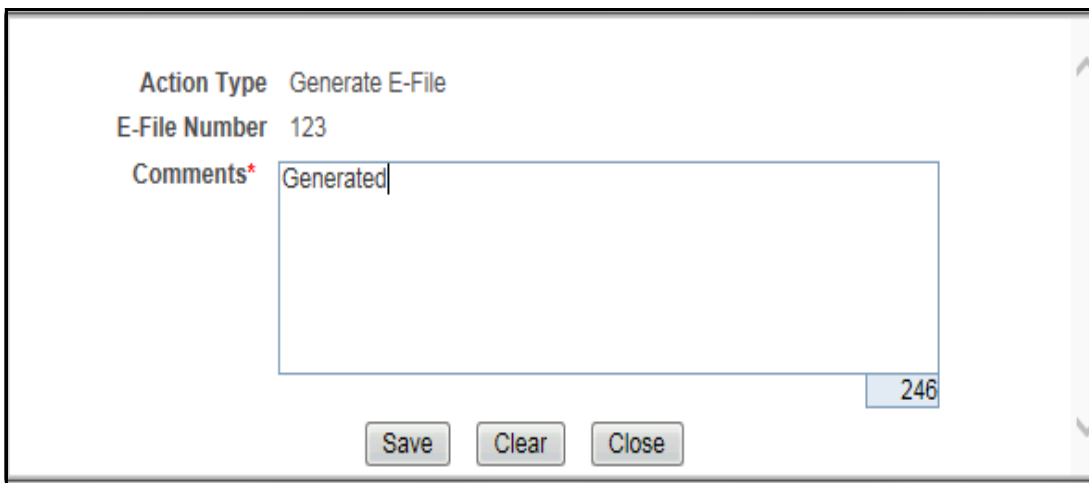 Action Type Generate E-File
E-File Number 123
Comments* Generated
246
Save Clear Close